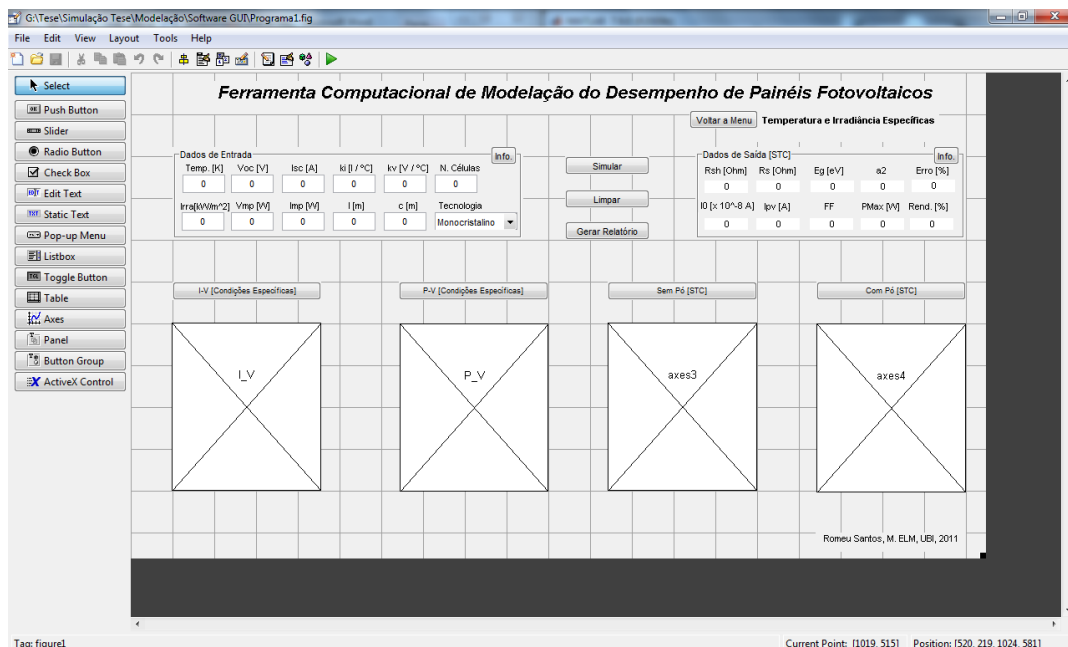 G:\Tese\Simulação Tese\Modelação\Software GUI\Programa1.fig
File Edit View Layout Tools Help
Select
Push Button
Slider
Radio Button
Check Box
Edit Text
Static Text
Pop-up Menu
Listbox
Toggle Button
Table
Axes
Panel
Button Group
ActiveX Control
Ferramenta Computacional de Modelação do Desempenho de Painéis Fotovoltaicos
Voltar a Menu Temperatura e Irradiância Específicas
Dados de Entrada Info.
Temp. [K] Voc [V] Isc [A] ki [I / ºC] kv [V / ºC] N. Células
0 0 0 0 0 0
Irra[kW/m^2] Vmp [W] Imp [W] l [m] c [m] Tecnologia
0 0 0 0 0 Monocristalino
Simular
Limpar
Gerar Relatório
Dados de Saída [STC] Info.
Rsh [Ohm] Rs [Ohm] Eg [eV] a2 Erro [%]
0 0 0 0 0
I0 [x 10^-8 A] Ipv [A] FF PMax [W] Rend. [%]
0 0 0 0 0
I-V [Condições Específicas] P-V [Condições Específicas] Sem Pó [STC] Com Pó [STC]
I_V P_V axes3 axes4
Romeu Santos, M. ELM, UBI, 2011
Tag: figure1 Current Point: [1019, 515] Position: [520, 219, 1024, 581]